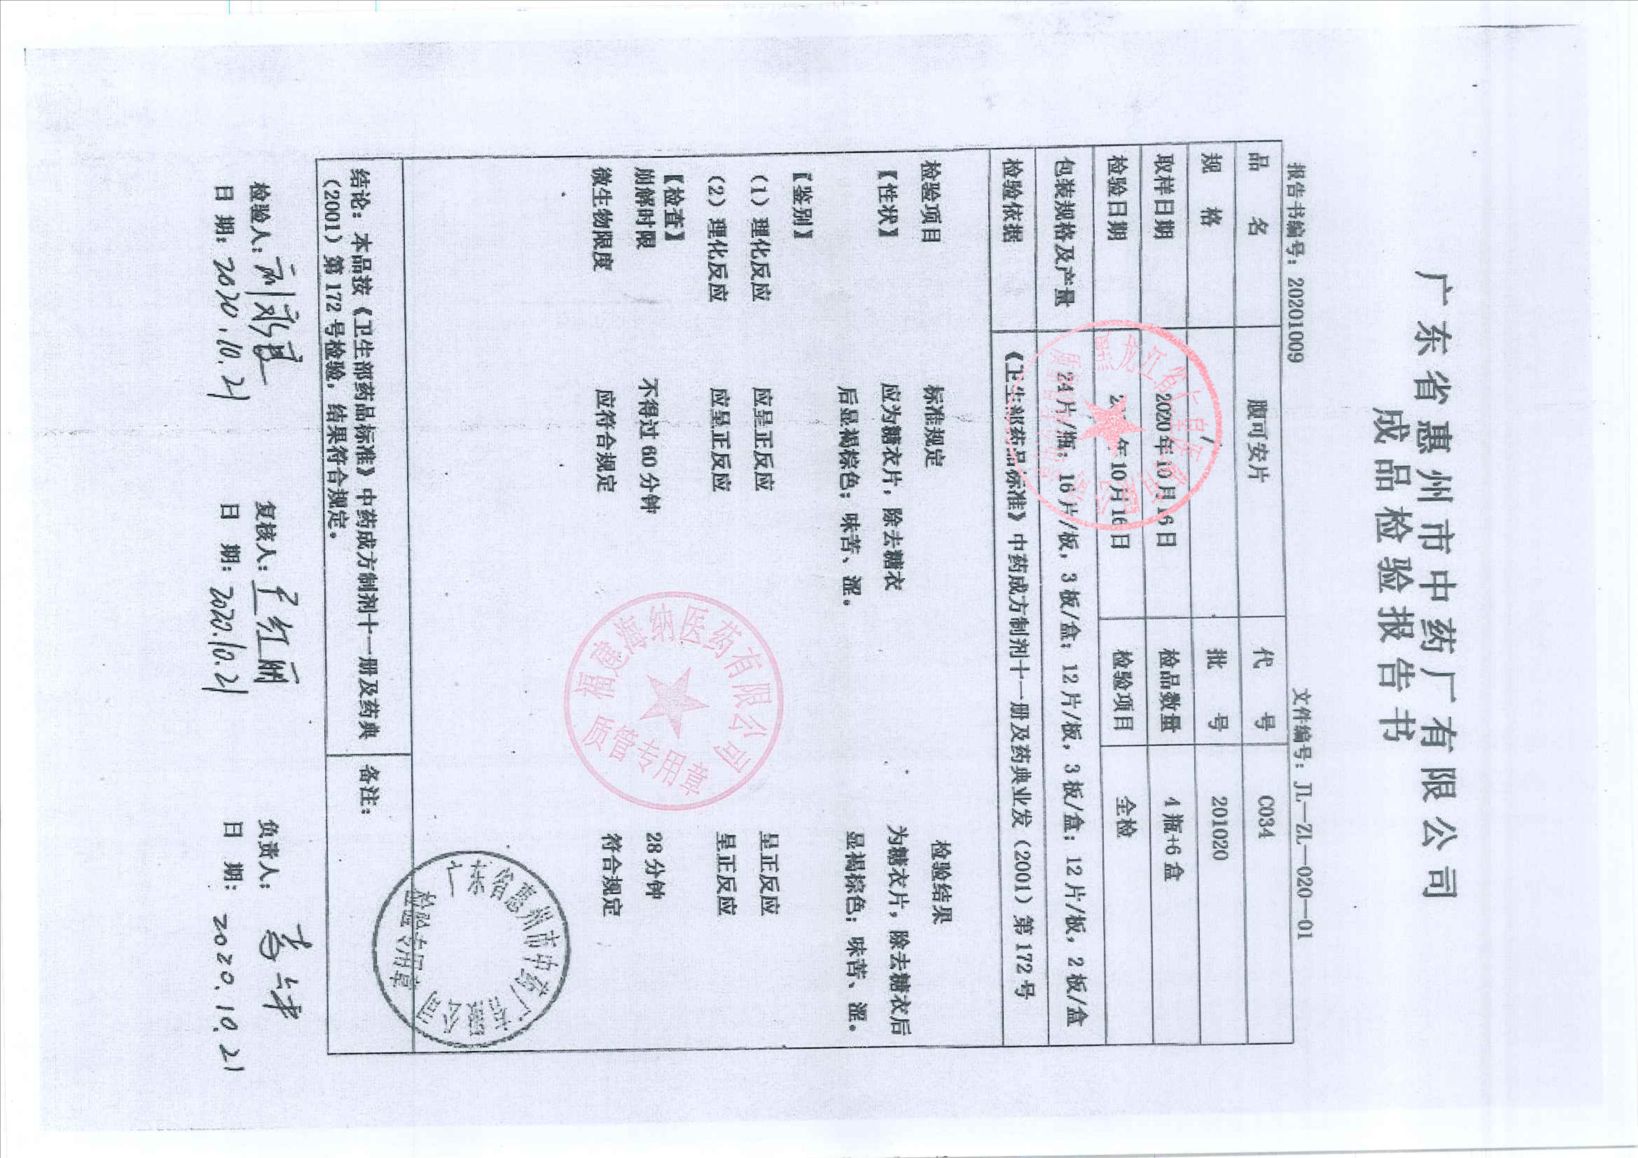 广东省惠州市中药厂有限公司
成品检验报告书
报告书编号：20201009 文件编号：JL—ZL—020—01
品 名 腹可安片 代 号 C034
规 格 / 批 号 201020
取样日期 2020年10月16日 检品数量 4瓶+6盒
检验日期 年10月16日 检验项目 全检
包装规格及产量 24片/瓶；16片/板，3板/盒；12片/板，3板/盒；12片/板，2板/盒
检验依据 《卫生部药品标准》中药成方制剂十一册及药典业发（2001）第172号
检验项目 标准规定 检验结果
【性状】 应为糖衣片，除去糖衣 为糖衣片，除去糖衣后
后显褐棕色；味苦、涩。 显褐棕色；味苦、涩。
【鉴别】
（1）理化反应 应呈正反应 呈正反应
（2）理化反应 应呈正反应 呈正反应
【检查】
崩解时限 不得过60分钟 28分钟
微生物限度 应符合规定 符合规定
福建海纳医药有限公司
质管专用章
广东省惠州市中药厂有限公司
检验专用章
结论：本品按《卫生部药品标准》中药成方制剂十一册及药典 备注：
（2001）第172号检验，结果符合规定。
检验人： 复核人： 负责人：
日 期：2020.10.21 日 期：2020.10.21 日 期：2020.10.21